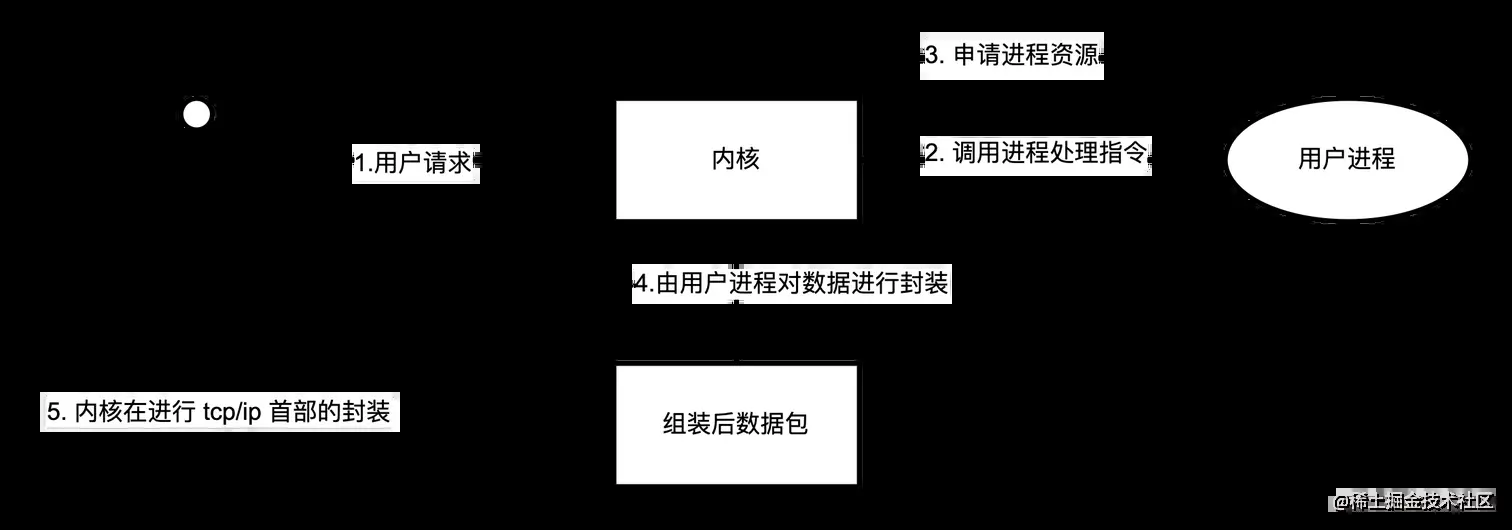 3. 申请进程资源
1.用户请求
内核
2. 调用进程处理指令
用户进程
4.由用户进程对数据进行封装
5. 内核在进行 tcp/ip 首部的封装
组装后数据包
@稀土掘金技术社区